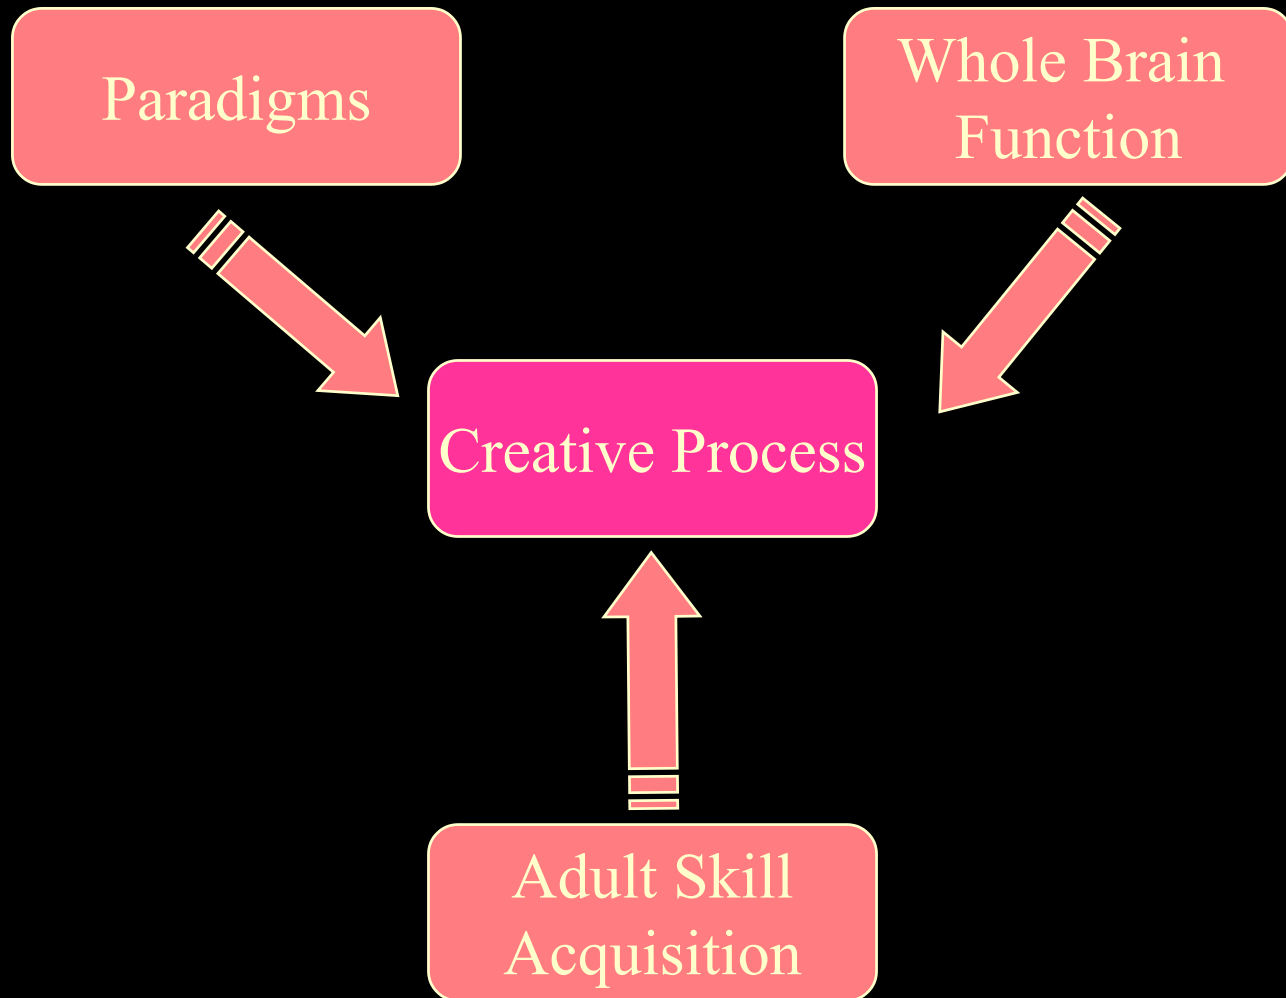 Paradigms
Whole Brain
Function
Creative Process
Adult Skill
Acquisition